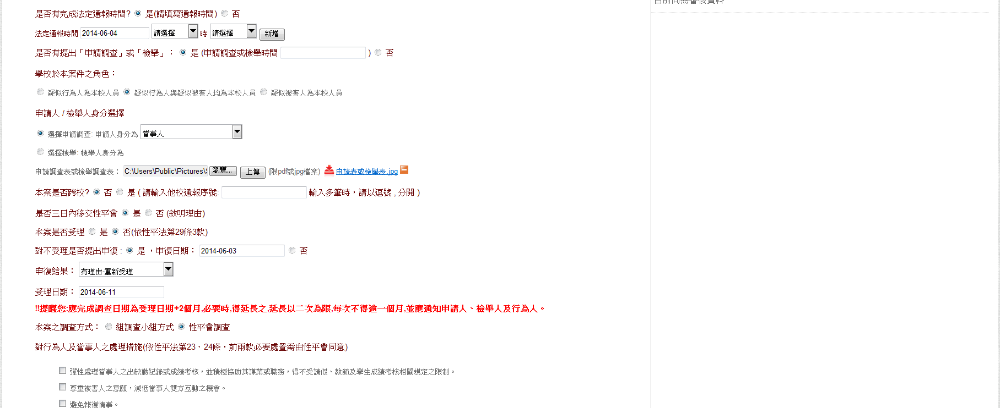 目前尚無審核資料
是否有完成法定通報時間? 是(請填寫通報時間) 否
法定通報時間 2014-06-04 請選擇 時 請選擇 新增
是否有提出「申請調查」或「檢舉」： 是 (申請調查或檢舉時間 ) 否
學校於本案件之角色：
疑似行為人為本校人員 疑似行為人與疑似被害人均為本校人員 疑似被害人為本校人員
申請人 / 檢舉人身分選擇
選擇申請調查: 申請人身分為 當事人
選擇檢舉: 檢舉人身分為
申請調查表或檢舉調查表： C:\Users\Public\Pictures\S 瀏覽... 上傳 (限pdf或jpg檔案) 申請表或檢舉表.jpg
本案是否跨校? 否 是 ( 請輸入他校通報序號: 輸入多筆時，請以逗號 , 分開 )
是否三日內移交性平會 是 否 (敘明理由)
本案是否受理 是 否(依性平法第29條3款)
對不受理是否提出申復 : 是 ，申復日期： 2014-06-03 否
申復結果： 有理由-重新受理
受理日期： 2014-06-11
!!提醒您:應完成調查日期為受理日期+2個月,必要時,得延長之,延長以二次為限,每次不得逾一個月,並應通知申請人、檢舉人及行為人。
本案之調查方式： 組調查小組方式 性平會調查
對行為人及當事人之處理措施(依性平法第23、24條，前兩款必要處置需由性平會同意)
彈性處理當事人之出缺勤紀錄或成績考核，並積極協助其課業或職務，得不受請假、教師及學生成績考核相關規定之限制。
尊重被害人之意願，減低當事人雙方互動之機會。
避免報復情事。